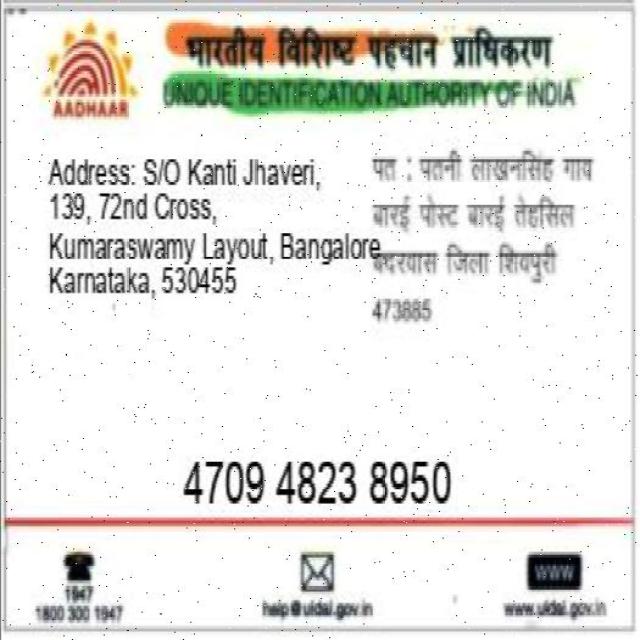 भारतीय विशिष्ट पहचान प्राधिकरण
UNIQUE IDENTIFICATION AUTHORITY OF INDIA
AADHAAR
Address: S/O Kanti Jhaveri,
139, 72nd Cross,
Kumaraswamy Layout, Bangalore
Karnataka, 530455
पत : पतनी लाखनसिह गाव
बारई पोस्ट बारई तेहसिल
बदरवास जिला शिवपुरी
473885
4709 4823 8950
1947
1800 300 1947
help@uidai.gov.in
www
www.uidai.gov.in